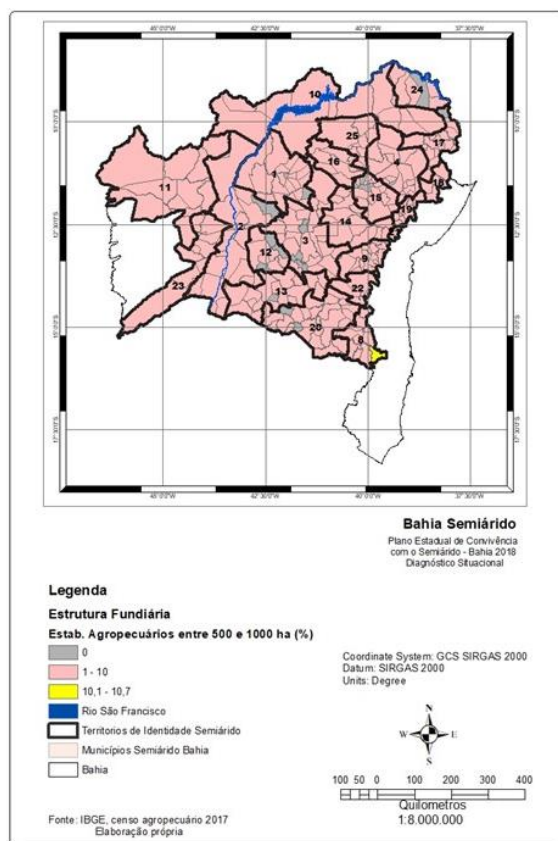 45°0'0"W
42°30'0"W
40°0'0"W
37°30'0"W
10°0'0"S
12°30'0"S
15°0'0"S
17°30'0"S
10
24
25
17
16
4
1
11
18
15
14
2
3
12
9
23
13
22
20
8
45°0'0"W
42°30'0"W
40°0'0"W
37°30'0"W
Bahia Semiárido
Plano Estadual de Convivência
com o Semiárido - Bahia 2018
Diagnóstico Situacional
Legenda
Estrutura Fundiária
Estab. Agropecuários entre 500 e 1000 ha (%)
0
1 - 10
10,1 - 10,7
Rio São Francisco
Territorios de Identidade Semiárido
Municípios Semiárido Bahia
Bahia
Coordinate System: GCS SIRGAS 2000
Datum: SIRGAS 2000
Units: Degree
N
W E
S
100 50 0 100 200 300 400
Quilometros
1:8.000.000
Fonte: IBGE, censo agropecuário 2017
Elaboração própria